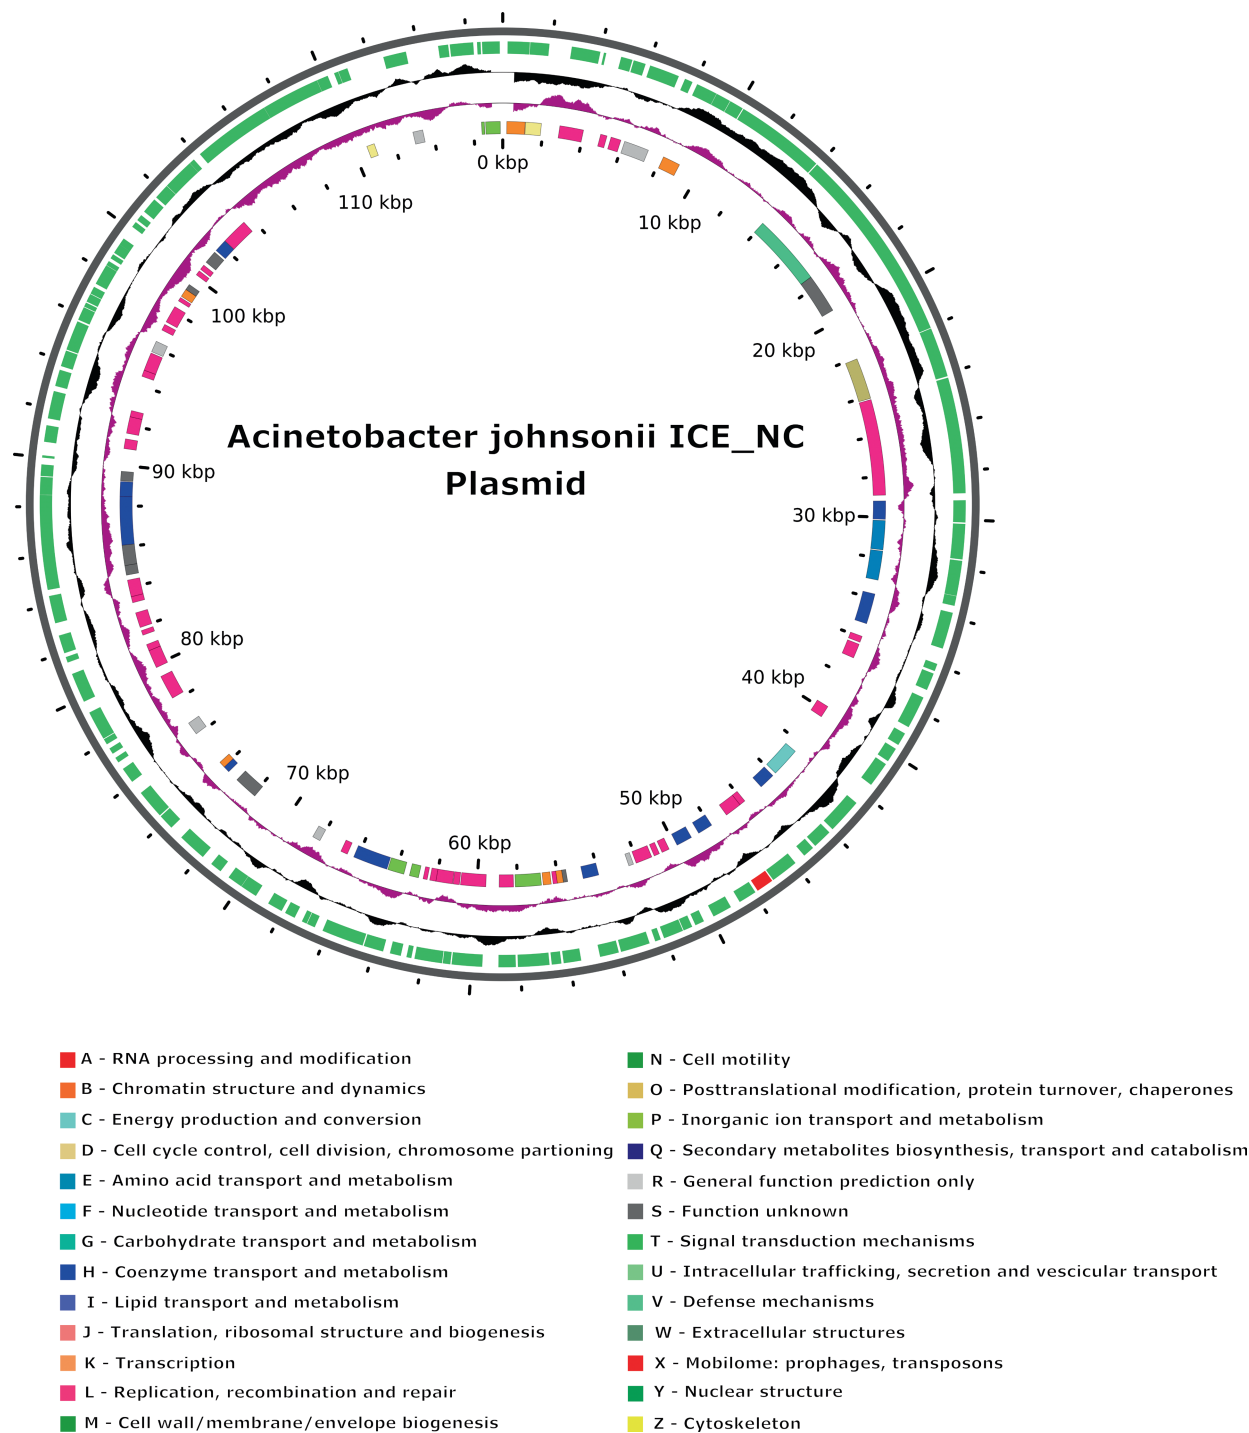 0 kbp
110 kbp
10 kbp
100 kbp
20 kbp
Acinetobacter johnsonii ICE_NC
Plasmid
90 kbp
30 kbp
80 kbp
40 kbp
70 kbp
50 kbp
60 kbp
A - RNA processing and modification
B - Chromatin structure and dynamics
C - Energy production and conversion
D - Cell cycle control, cell division, chromosome partioning
E - Amino acid transport and metabolism
F - Nucleotide transport and metabolism
G - Carbohydrate transport and metabolism
H - Coenzyme transport and metabolism
I - Lipid transport and metabolism
J - Translation, ribosomal structure and biogenesis
K - Transcription
L - Replication, recombination and repair
M - Cell wall/membrane/envelope biogenesis
N - Cell motility
O - Posttranslational modification, protein turnover, chaperones
P - Inorganic ion transport and metabolism
Q - Secondary metabolites biosynthesis, transport and catabolism
R - General function prediction only
S - Function unknown
T - Signal transduction mechanisms
U - Intracellular trafficking, secretion and vescicular transport
V - Defense mechanisms
W - Extracellular structures
X - Mobilome: prophages, transposons
Y - Nuclear structure
Z - Cytoskeleton